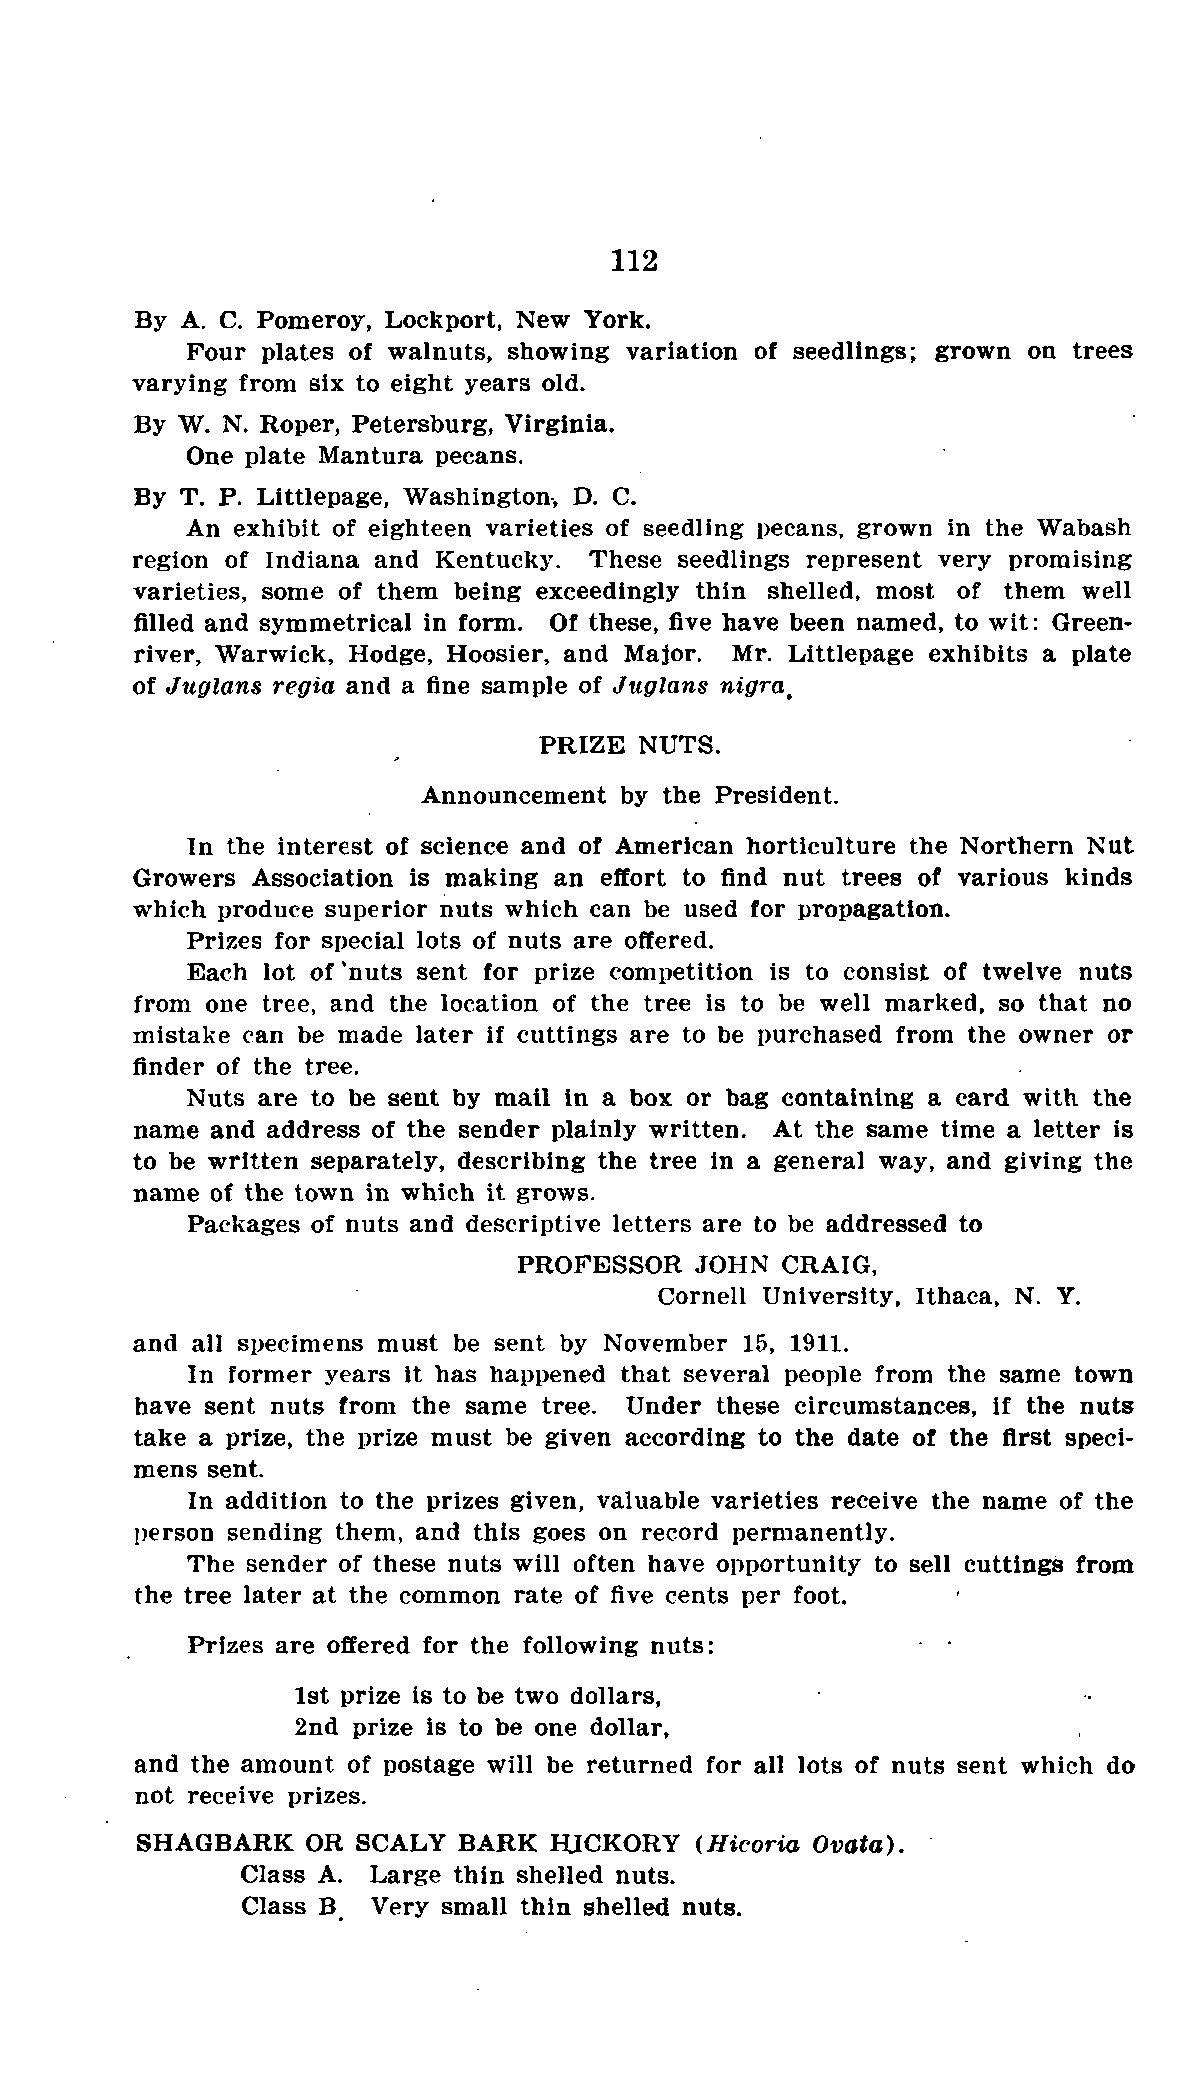 112
By A. C. Pomeroy, Lockport, New York.
Four plates of walnuts, showing variation of seedlings; grown on trees
varying from six to eight years old.
By W. N. Roper, Petersburg, Virginia.
One plate Mantura pecans.
By T. P. Littlepage, Washington, D. C.
An exhibit of eighteen varieties of seedling pecans, grown in the Wabash
region of Indiana and Kentucky. These seedlings represent very promising
varieties, some of them being exceedingly thin shelled, most of them well
filled and symmetrical in form. Of these, five have been named, to wit: Green-
river, Warwick, Hodge, Hoosier, and Major. Mr. Littlepage exhibits a plate
of Juglans regia and a fine sample of Juglans nigra.
PRIZE NUTS.
Announcement by the President.
In the interest of science and of American horticulture the Northern Nut
Growers Association is making an effort to find nut trees of various kinds
which produce superior nuts which can be used for propagation.
Prizes for special lots of nuts are offered.
Each lot of nuts sent for prize competition is to consist of twelve nuts
from one tree, and the location of the tree is to be well marked, so that no
mistake can be made later if cuttings are to be purchased from the owner or
finder of the tree.
Nuts are to be sent by mail in a box or bag containing a card with the
name and address of the sender plainly written. At the same time a letter is
to be written separately, describing the tree in a general way, and giving the
name of the town in which it grows.
Packages of nuts and descriptive letters are to be addressed to
PROFESSOR JOHN CRAIG,
Cornell University, Ithaca, N. Y.
and all specimens must be sent by November 15, 1911.
In former years it has happened that several people from the same town
have sent nuts from the same tree. Under these circumstances, if the nuts
take a prize, the prize must be given according to the date of the first speci-
mens sent.
In addition to the prizes given, valuable varieties receive the name of the
person sending them, and this goes on record permanently.
The sender of these nuts will often have opportunity to sell cuttings from
the tree later at the common rate of five cents per foot.
Prizes are offered for the following nuts:
1st prize is to be two dollars,
2nd prize is to be one dollar,
and the amount of postage will be returned for all lots of nuts sent which do
not receive prizes.
SHAGBARK OR SCALY BARK HICKORY (Hicoria Ovata).
Class A. Large thin shelled nuts.
Class B. Very small thin shelled nuts.